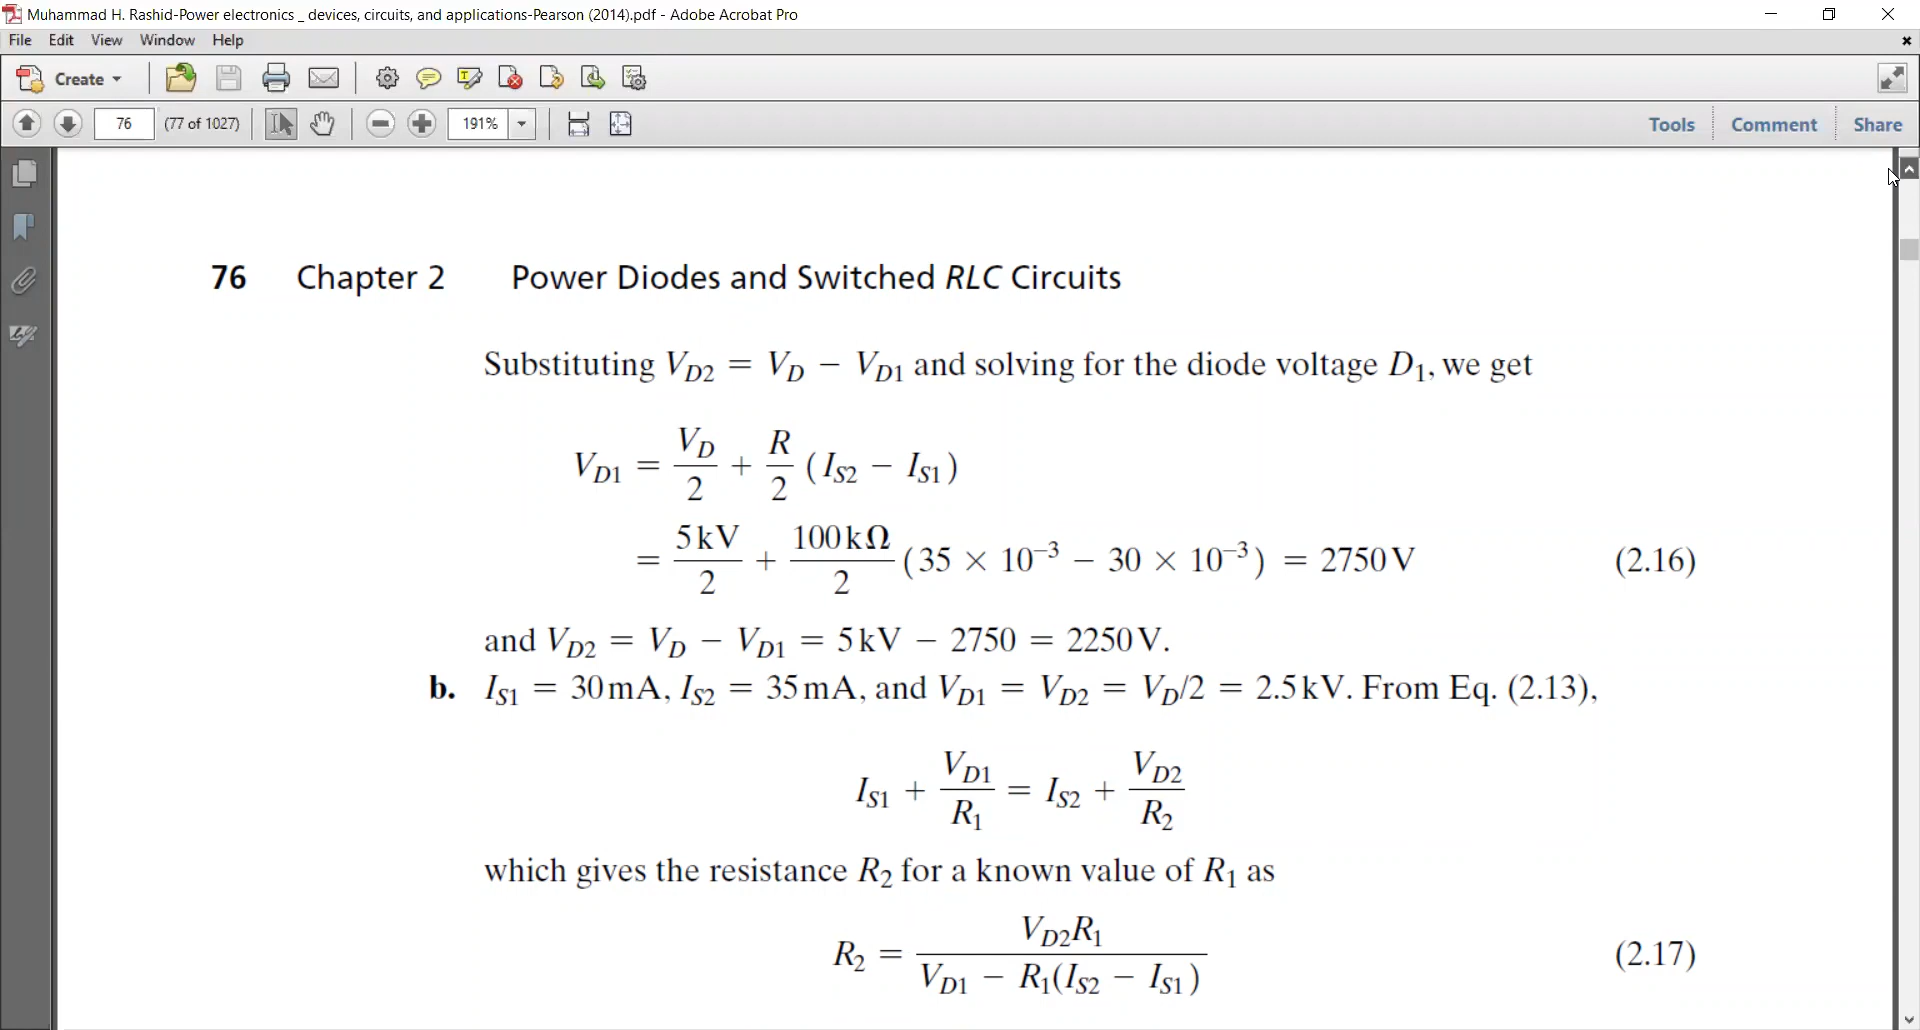 Muhammad H. Rashid-Power electronics _ devices, circuits, and applications-Pearson (2014).pdf - Adobe Acrobat Pro
File Edit View Window Help
Create
76 (77 of 1027) 191% Tools Comment Share
76 Chapter 2 Power Diodes and Switched RLC Circuits
Substituting V_D2 = V_D − V_D1 and solving for the diode voltage D_1, we get
V_D1 = V_D/2 + R/2 (I_S2 − I_S1)
= 5 kV/2 + 100 kΩ/2 (35 × 10^−3 − 30 × 10^−3) = 2750 V (2.16)
and V_D2 = V_D − V_D1 = 5 kV − 2750 = 2250 V.
b. I_S1 = 30 mA, I_S2 = 35 mA, and V_D1 = V_D2 = V_D/2 = 2.5 kV. From Eq. (2.13),
I_S1 + V_D1/R_1 = I_S2 + V_D2/R_2
which gives the resistance R_2 for a known value of R_1 as
R_2 = V_D2 R_1 / (V_D1 − R_1(I_S2 − I_S1)) (2.17)